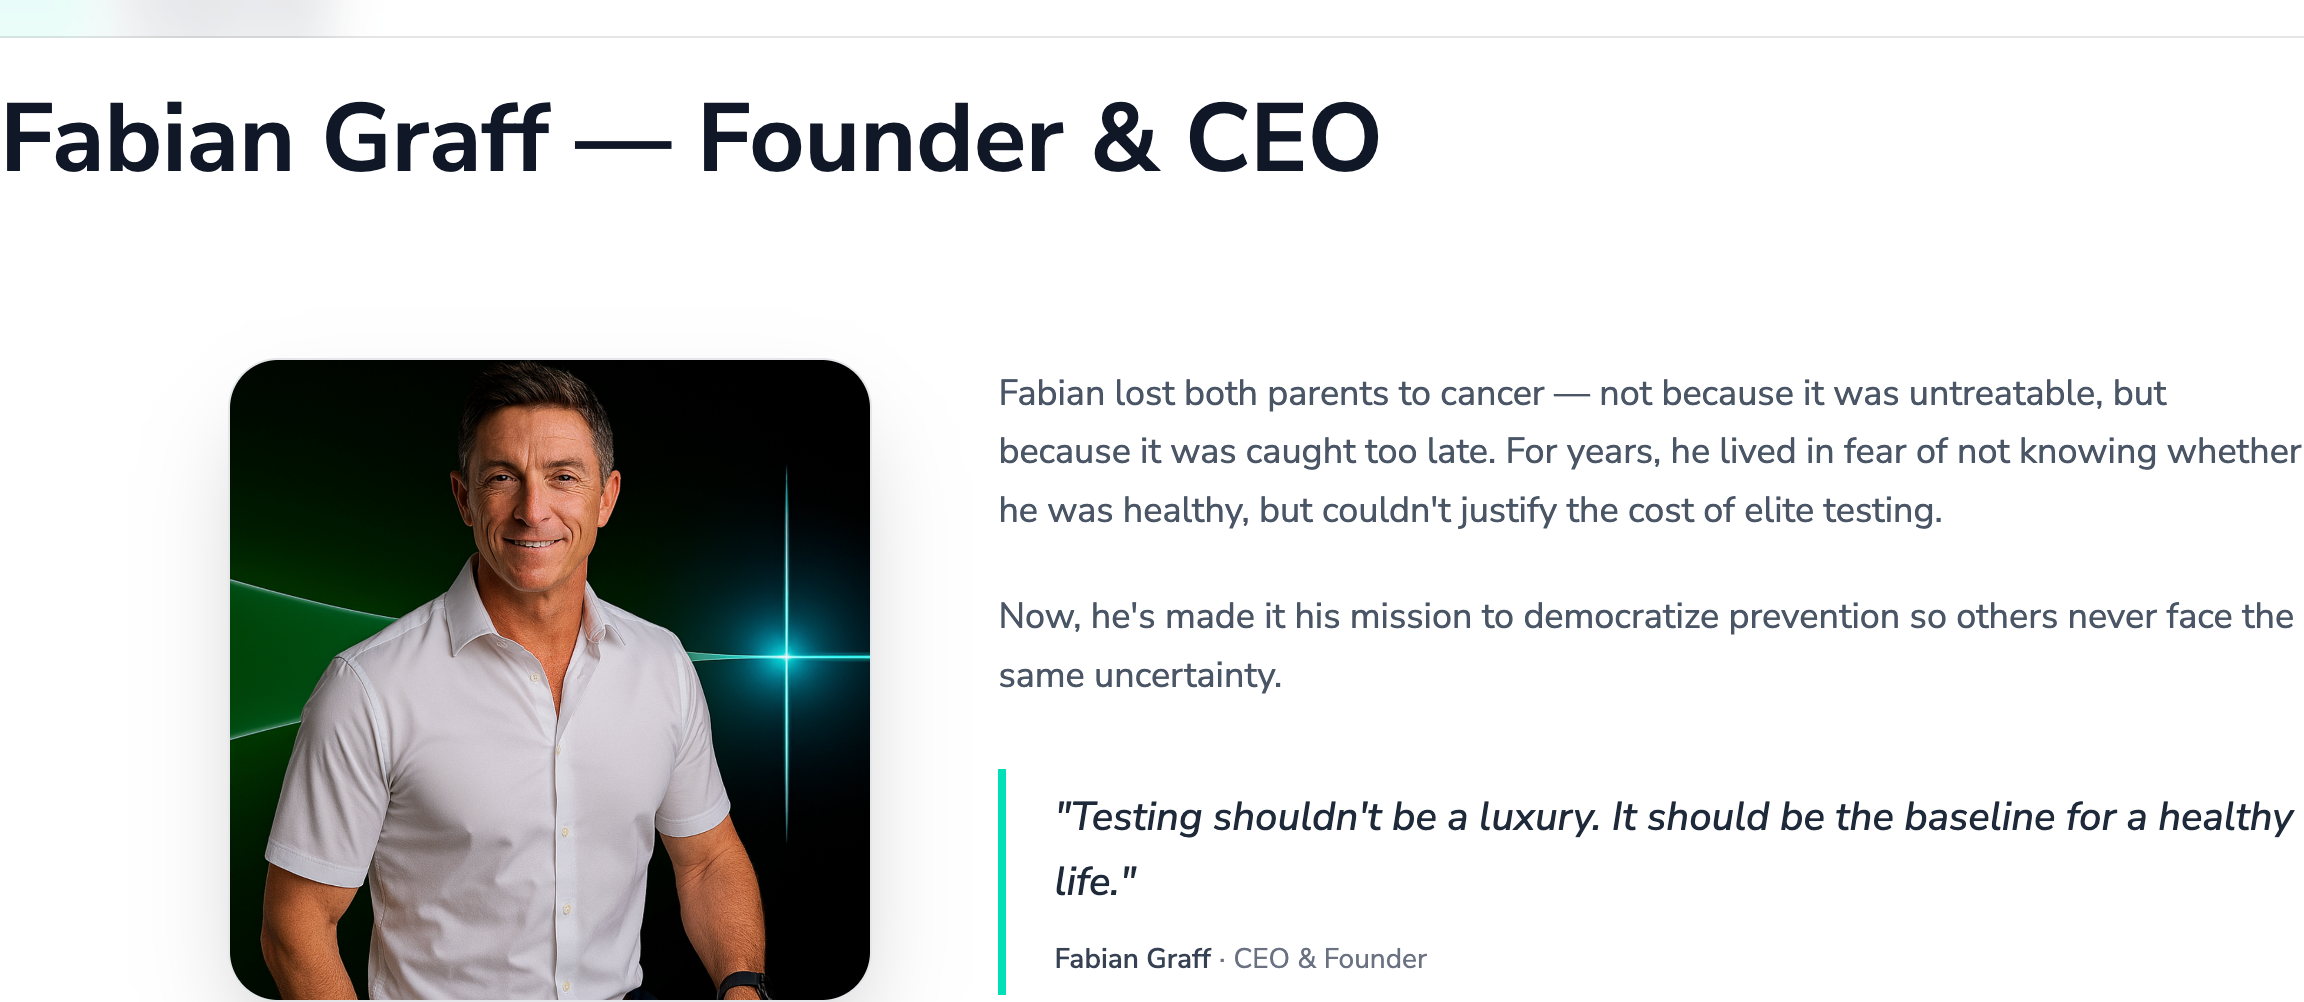 Fabian Graff — Founder & CEO
Fabian lost both parents to cancer — not because it was untreatable, but
because it was caught too late. For years, he lived in fear of not knowing whether
he was healthy, but couldn't justify the cost of elite testing.
Now, he's made it his mission to democratize prevention so others never face the
same uncertainty.
"Testing shouldn't be a luxury. It should be the baseline for a healthy
life."
Fabian Graff · CEO & Founder